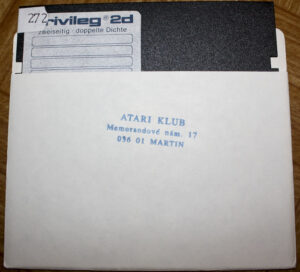 272
rivileg® 2d
zweiseitig · doppelte Dichte
ATARI KLUB
Memorandové nám. 17
036 01 MARTIN